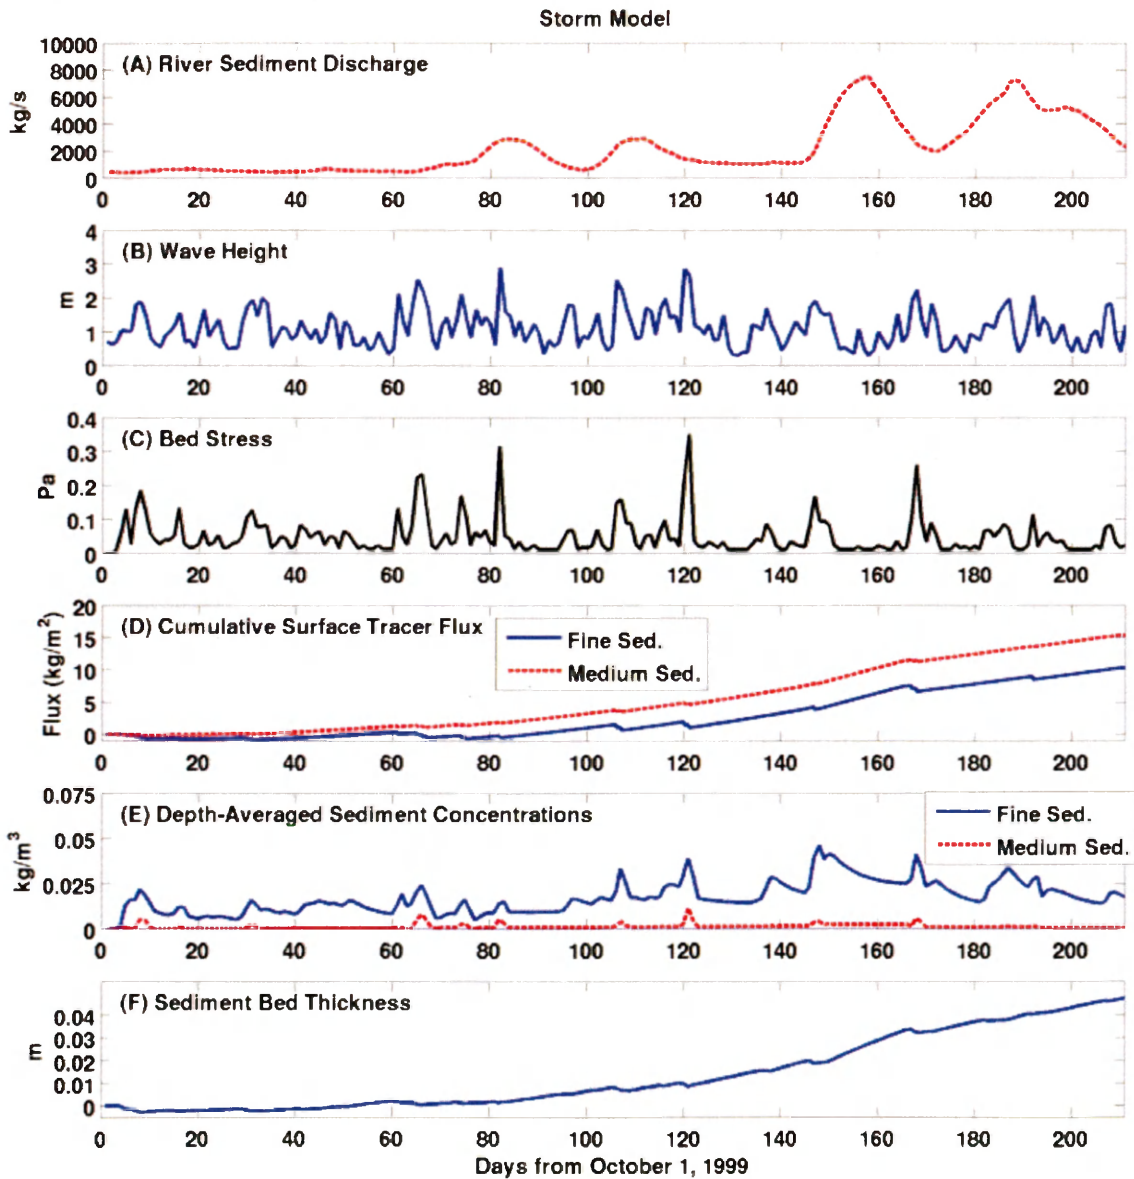 Storm Model
(A) River Sediment Discharge
kg/s
10000
8000
6000
4000
2000
0
0 20 40 60 80 100 120 140 160 180 200
(B) Wave Height
m
4
3
2
1
0
0 20 40 60 80 100 120 140 160 180 200
(C) Bed Stress
Pa
0.4
0.3
0.2
0.1
0
0 20 40 60 80 100 120 140 160 180 200
(D) Cumulative Surface Tracer Flux
Flux (kg/m²)
20
15
10
5
0
Fine Sed.
Medium Sed.
0 20 40 60 80 100 120 140 160 180 200
(E) Depth-Averaged Sediment Concentrations
kg/m³
0.075
0.05
0.025
0
Fine Sed.
Medium Sed.
0 20 40 60 80 100 120 140 160 180 200
(F) Sediment Bed Thickness
m
0.04
0.03
0.02
0.01
0
0 20 40 60 80 100 120 140 160 180 200
Days from October 1, 1999